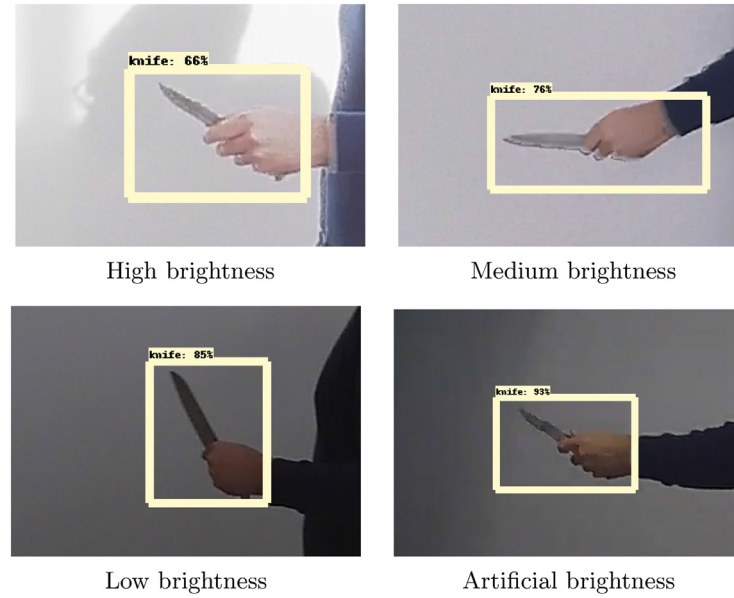 knife: 66%
knife: 76%
High brightness
Medium brightness
knife: 85%
knife: 93%
Low brightness
Artificial brightness